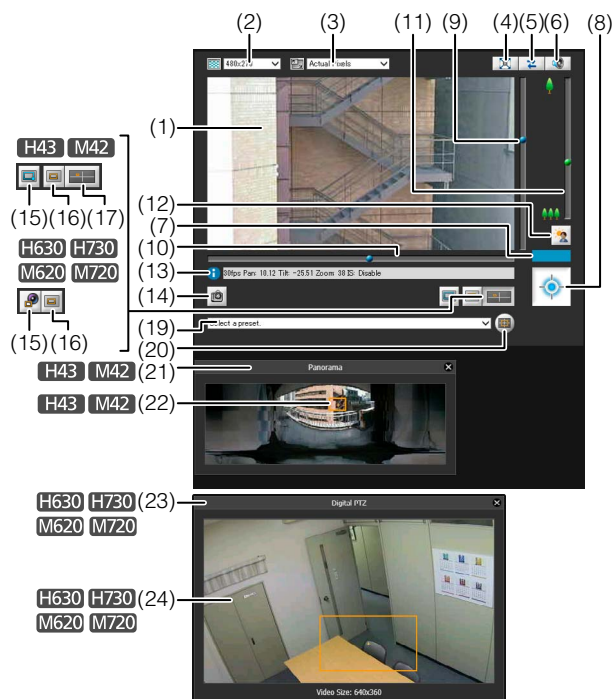 (2)
(3)
(11)
(9)
(4)
(5)
(6)
(8)
480x270
Actual pixels
(1)
H43 M42
(15)
(16)
(17)
(12)
(7)
H630 H730
M620 M720
(10)
(13)
30fps Pan: 10.12 Tilt: -25.51 Zoom: 38 IS: Disable
(14)
(15)
(16)
(19)
Select a preset.
(20)
H43 M42 (21)
Panorama
H43 M42 (22)
H630 H730 (23)
M620 M720
Digital PTZ
H630 H730 (24)
M620 M720
Video Size: 640x360